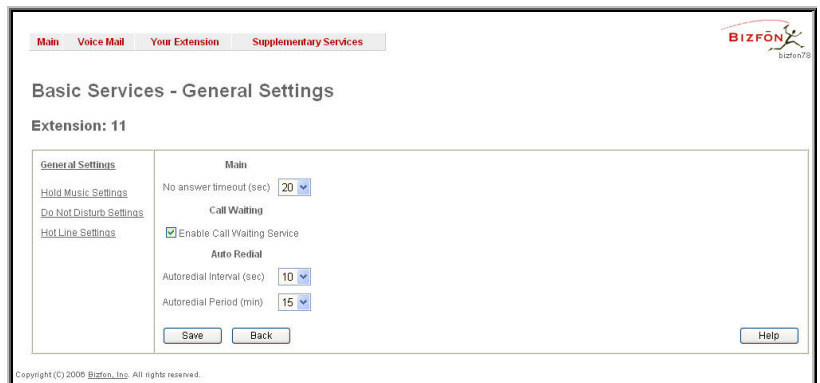 Main Voice Mail Your Extension Supplementary Services
BIZFŌN
bizfon78
Basic Services - General Settings
Extension: 11
General Settings
Hold Music Settings
Do Not Disturb Settings
Hot Line Settings
Main
No answer timeout (sec) 20
Call Waiting
Enable Call Waiting Service
Auto Redial
Autoredial Interval (sec) 10
Autoredial Period (min) 15
Save Back Help
Copyright (C) 2006 Bizfon, Inc. All rights reserved.